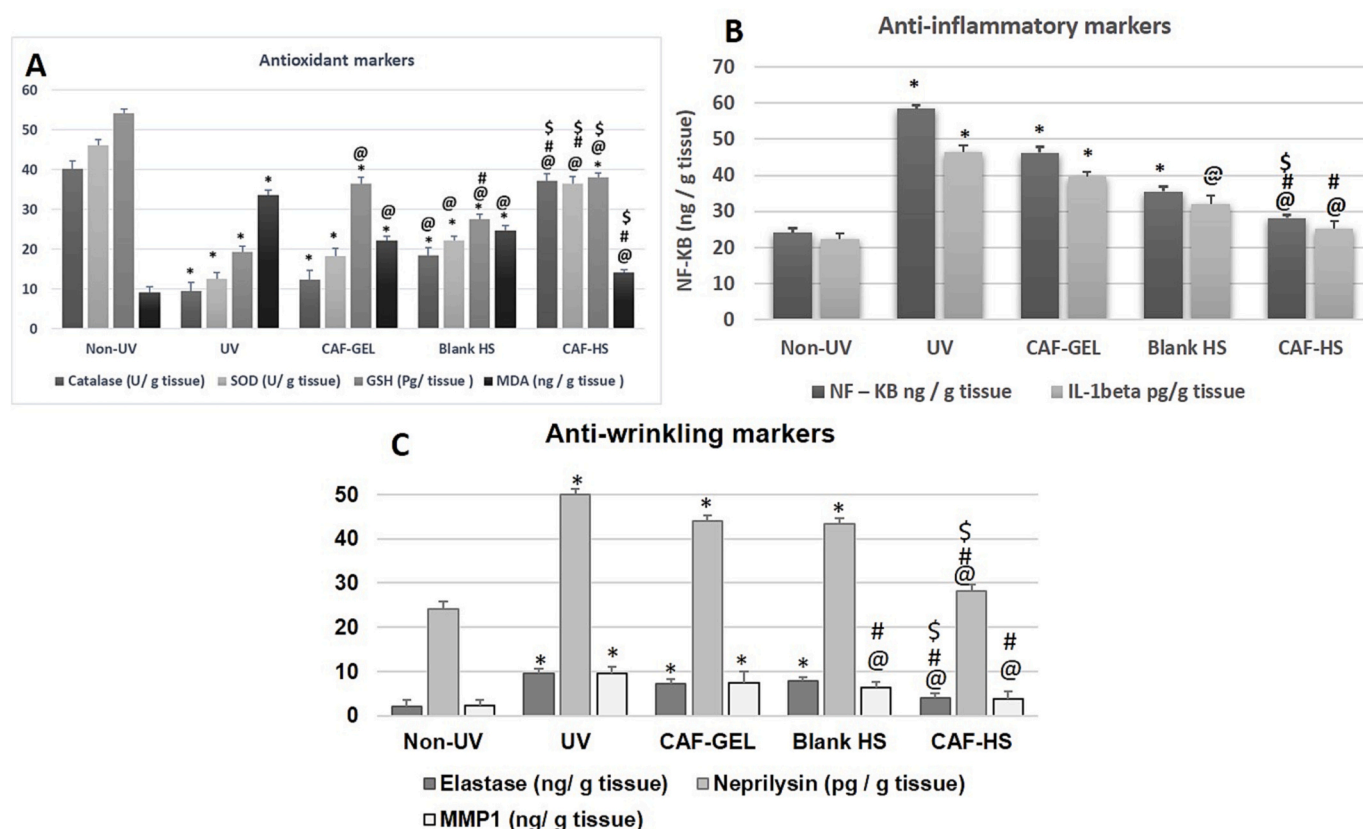 A
Antioxidant markers
60
50
40
30
20
10
0
* * * *
* * @ * @ *
@ * * # @ * @ *
$ # @ $ # @ $ @ * $ # @
Non-UV UV CAF-GEL Blank HS CAF-HS
Catalase (U/ g tissue) SOD (U/ g tissue) GSH (Pg/ tissue ) MDA (ng / g tissue )
B
Anti-inflammatory markers
NF-KB (ng / g tissue)
70
60
50
40
30
20
10
0
* *
* *
* @
$ # @ # @
Non-UV UV CAF-GEL Blank HS CAF-HS
NF – KB ng / g tissue IL-1beta pg/g tissue
C
Anti-wrinkling markers
50
40
30
20
10
0
* * *
* * *
* * # @
$ # @ $ # @ # @
Non-UV UV CAF-GEL Blank HS CAF-HS
Elastase (ng/ g tissue) Neprilysin (pg / g tissue)
MMP1 (ng/ g tissue)